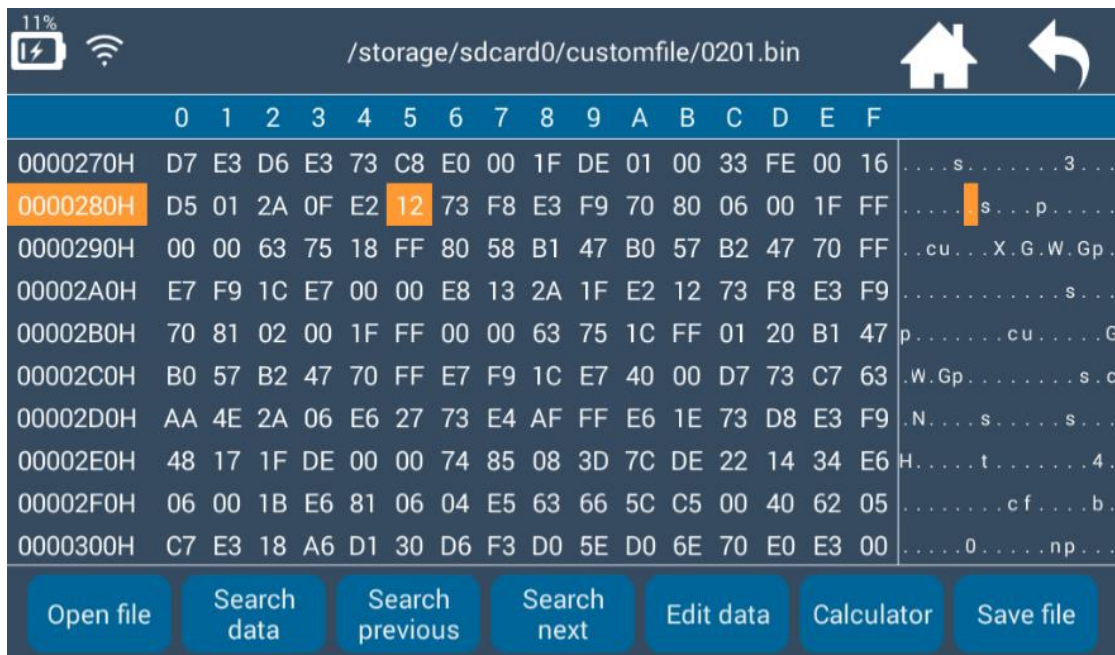 11%
/storage/sdcard0/customfile/0201.bin
0 1 2 3 4 5 6 7 8 9 A B C D E F
0000270H D7 E3 D6 E3 73 C8 E0 00 1F DE 01 00 33 FE 00 16 ....s.......3...
0000280H D5 01 2A 0F E2 12 73 F8 E3 F9 70 80 06 00 1F FF ......s...p.....
0000290H 00 00 63 75 18 FF 80 58 B1 47 B0 57 B2 47 70 FF ..cu...X.G.W.Gp.
00002A0H E7 F9 1C E7 00 00 E8 13 2A 1F E2 12 73 F8 E3 F9 ............s...
00002B0H 70 81 02 00 1F FF 00 00 63 75 1C FF 01 20 B1 47 p.......cu.....G
00002C0H B0 57 B2 47 70 FF E7 F9 1C E7 40 00 D7 73 C7 63 .W.Gp........s.c
00002D0H AA 4E 2A 06 E6 27 73 E4 AF FF E6 1E 73 D8 E3 F9 .N....s.....s...
00002E0H 48 17 1F DE 00 00 74 85 08 3D 7C DE 22 14 34 E6 H.....t.......4.
00002F0H 06 00 1B E6 81 06 04 E5 63 66 5C C5 00 40 62 05 ........cf....b.
0000300H C7 E3 18 A6 D1 30 D6 F3 D0 5E D0 6E 70 E0 E3 00 .....0.....np...
Open file
Search data
Search previous
Search next
Edit data
Calculator
Save file